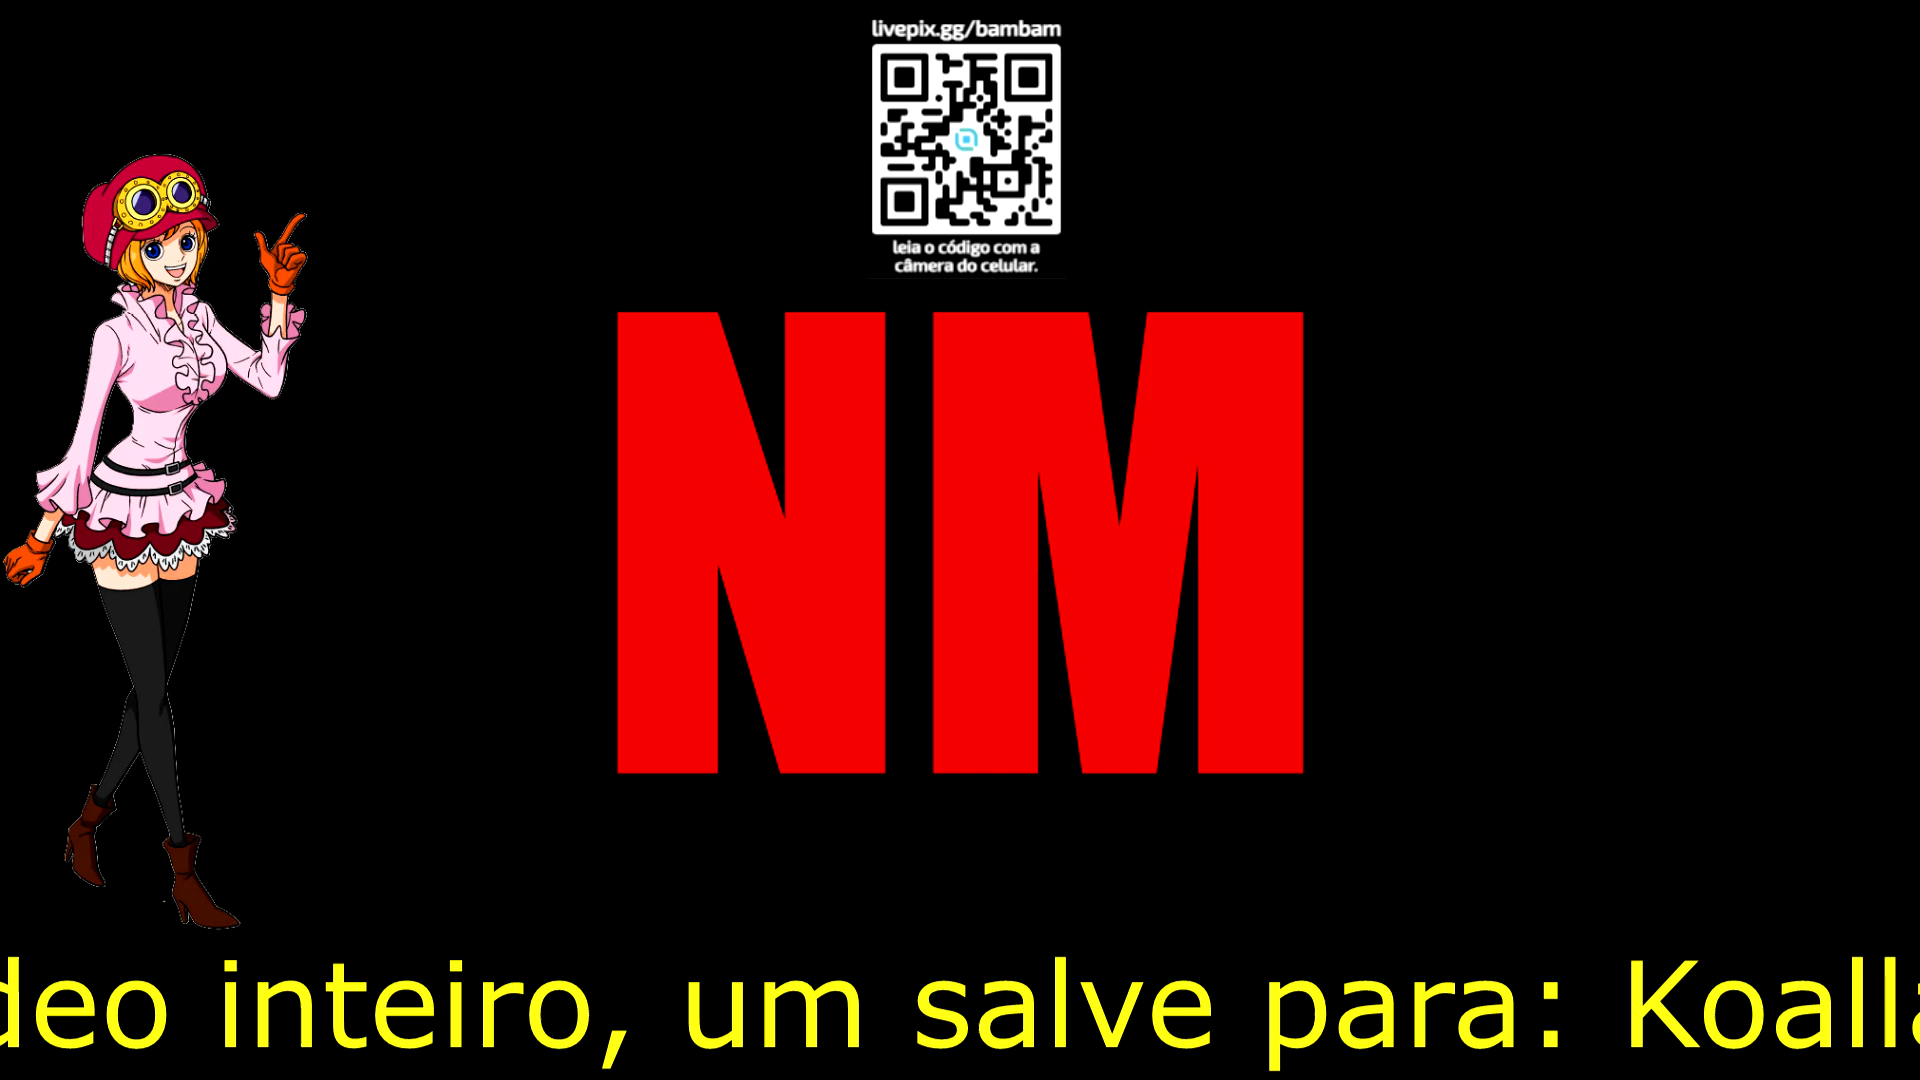 livepix.gg/bambam
leia o código com a
câmera do celular.
NM
deo inteiro, um salve para: Koalla